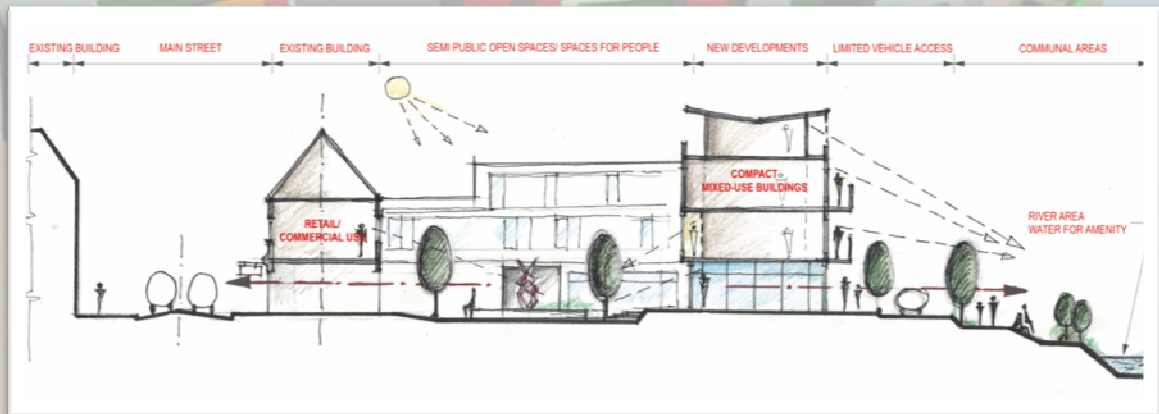 EXISTING BUILDING
MAIN STREET
EXISTING BUILDING
SEMI PUBLIC OPEN SPACES/ SPACES FOR PEOPLE
NEW DEVELOPMENTS
LIMITED VEHICLE ACCESS
COMMUNAL AREAS
COMPACT
MIXED-USE BUILDINGS
RETAIL/
COMMERCIAL USE
RIVER AREA
WATER FOR AMENITY